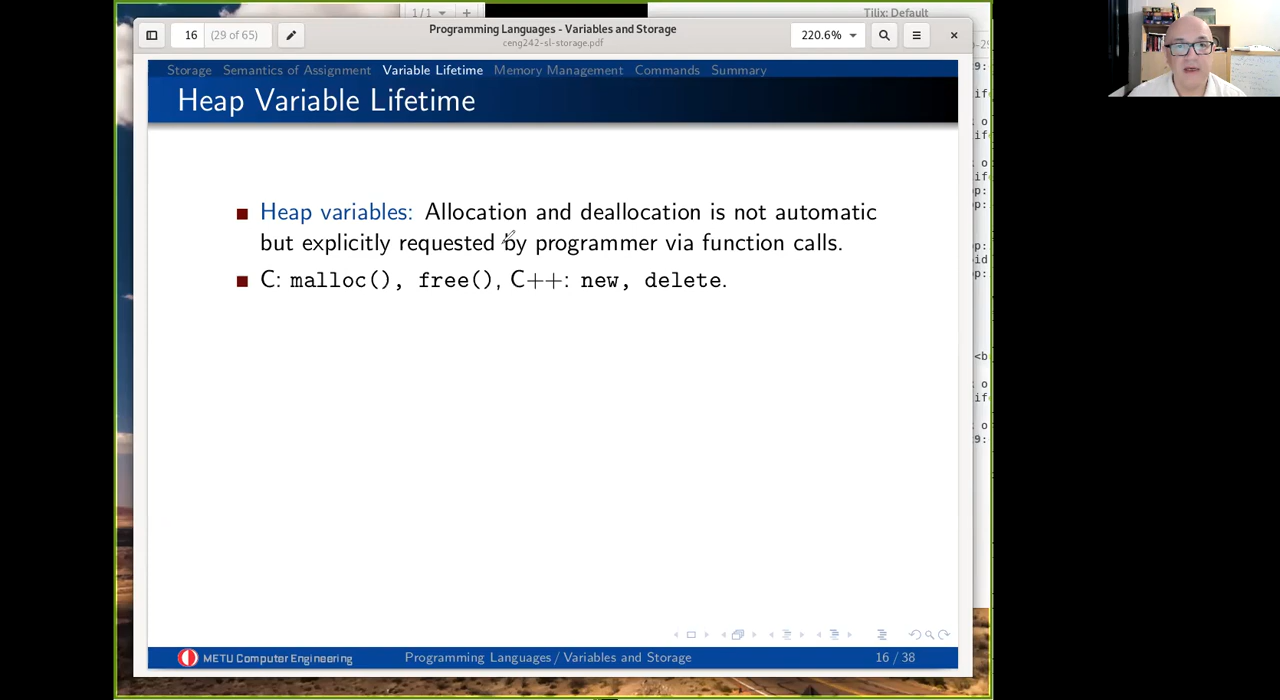 1/1
Tilix: Default
16 (29 of 65)
Programming Languages - Variables and Storage
ceng242-sl-storage.pdf
220.6%
Storage Semantics of Assignment Variable Lifetime Memory Management Commands Summary
Heap Variable Lifetime
Heap variables: Allocation and deallocation is not automatic
but explicitly requested by programmer via function calls.
C: malloc(), free(), C++: new, delete.
METU Computer Engineering Programming Languages / Variables and Storage 16 / 38